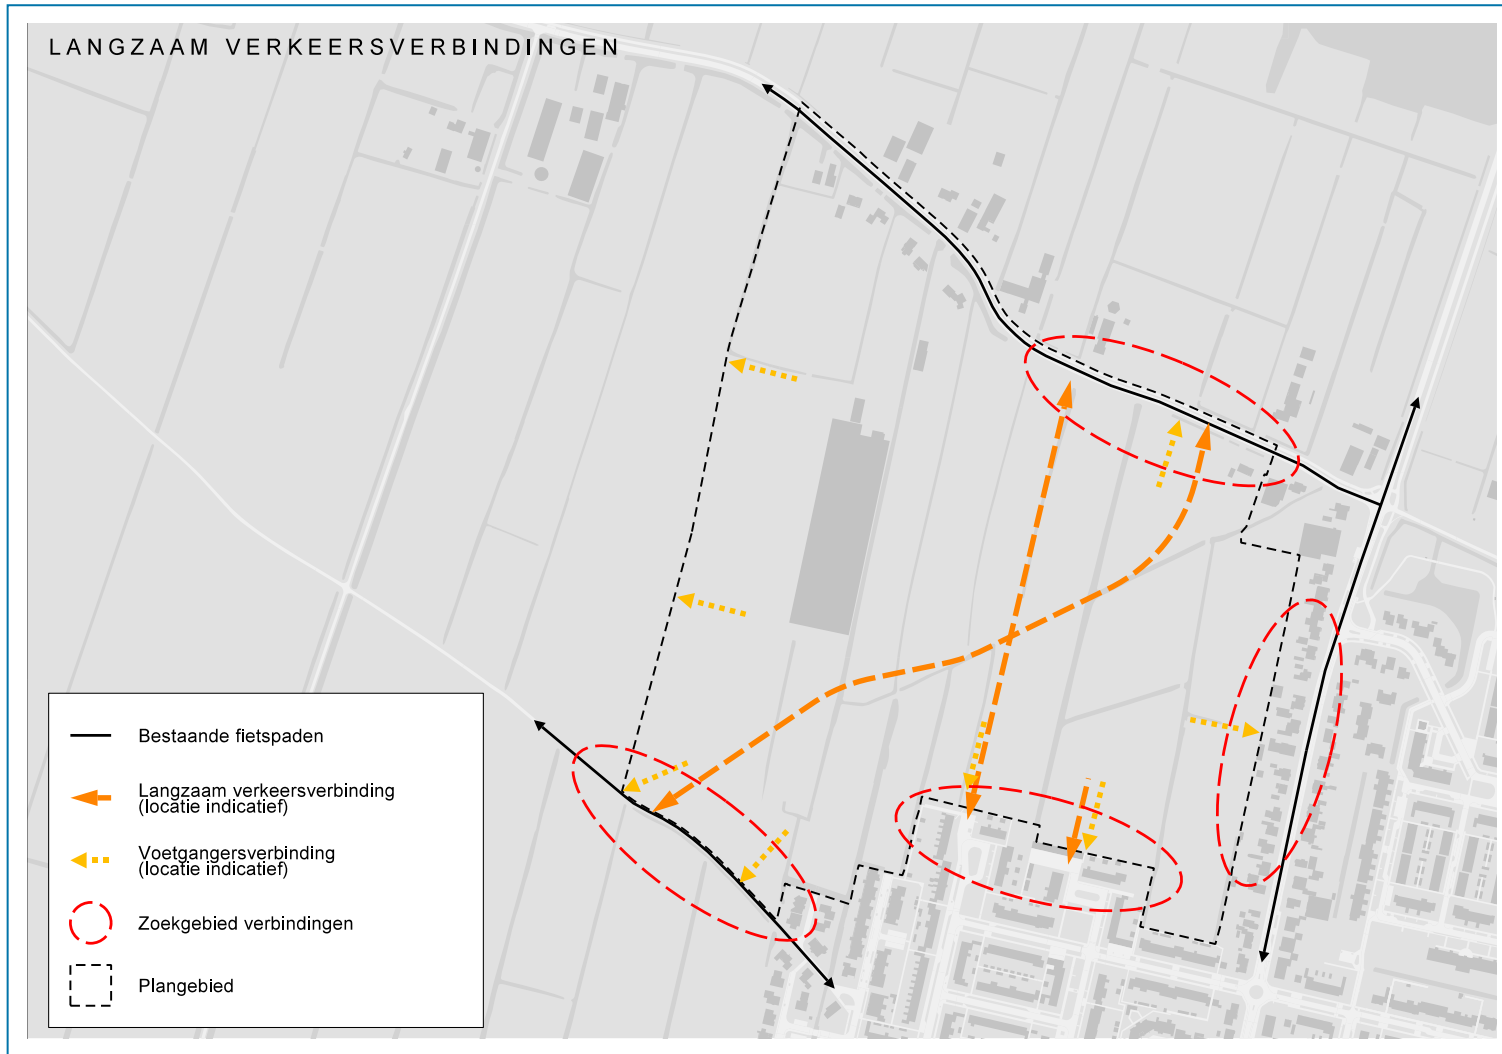 LANGZAAM VERKEERSVERBINDINGEN
Bestaande fietspaden
Langzaam verkeersverbinding
(locatie indicatief)
Voetgangersverbinding
(locatie indicatief)
Zoekgebied verbindingen
Plangebied